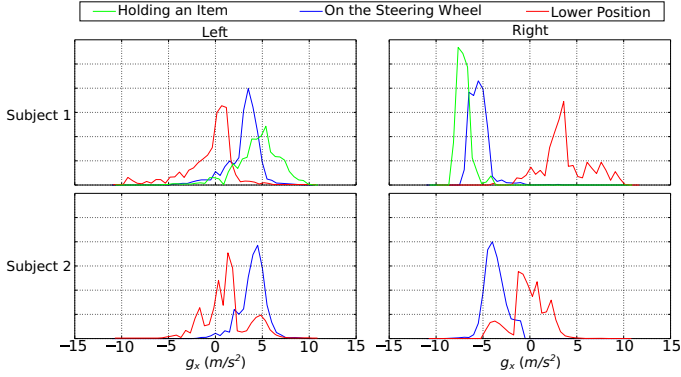 Holding an Item On the Steering Wheel Lower Position
Left Right
Subject 1
Subject 2
−15 −10 −5 0 5 10 15 −15 −10 −5 0 5 10 15
gₓ (m/s²) gₓ (m/s²)